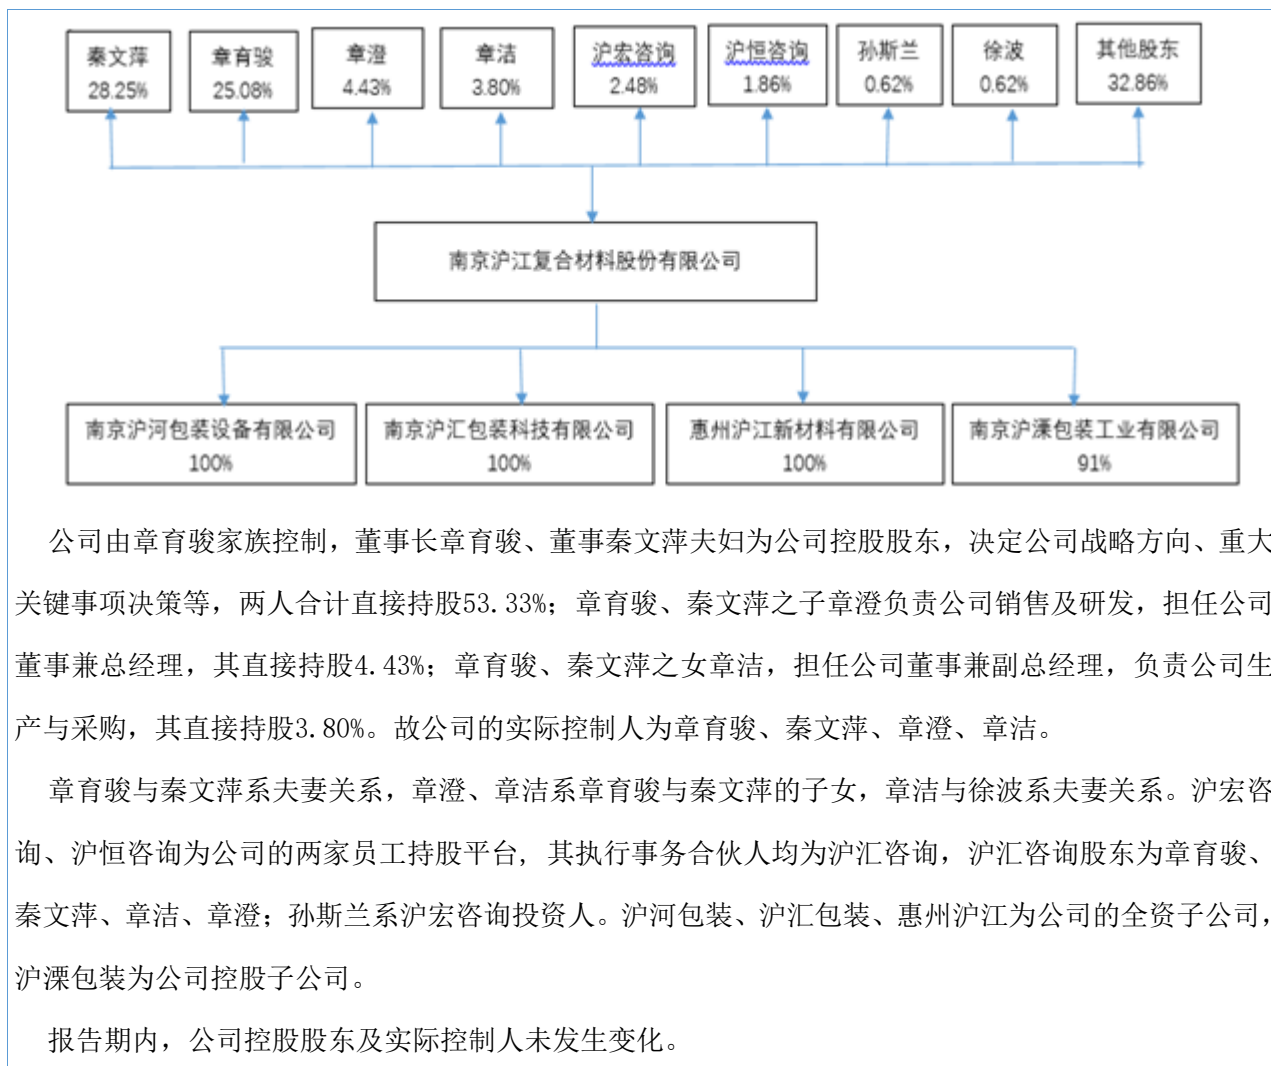 秦文萍 章育骏 章澄 章洁 沪宏咨询 沪恒咨询 孙斯兰 徐波 其他股东
28.25% 25.08% 4.43% 3.80% 2.48% 1.86% 0.62% 0.62% 32.86%
南京沪江复合材料股份有限公司
南京沪河包装设备有限公司 南京沪汇包装科技有限公司 惠州沪江新材料有限公司 南京沪溧包装工业有限公司
100% 100% 100% 91%
公司由章育骏家族控制，董事长章育骏、董事秦文萍夫妇为公司控股股东，决定公司战略方向、重大
关键事项决策等，两人合计直接持股53.33%；章育骏、秦文萍之子章澄负责公司销售及研发，担任公司
董事兼总经理，其直接持股4.43%；章育骏、秦文萍之女章洁，担任公司董事兼副总经理，负责公司生
产与采购，其直接持股3.80%。故公司的实际控制人为章育骏、秦文萍、章澄、章洁。
章育骏与秦文萍系夫妻关系，章澄、章洁系章育骏与秦文萍的子女，章洁与徐波系夫妻关系。沪宏咨
询、沪恒咨询为公司的两家员工持股平台, 其执行事务合伙人均为沪汇咨询，沪汇咨询股东为章育骏、
秦文萍、章洁、章澄；孙斯兰系沪宏咨询投资人。沪河包装、沪汇包装、惠州沪江为公司的全资子公司，
沪溧包装为公司控股子公司。
报告期内，公司控股股东及实际控制人未发生变化。